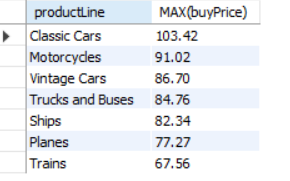 productLine MAX(buyPrice)
Classic Cars 103.42
Motorcycles 91.02
Vintage Cars 86.70
Trucks and Buses 84.76
Ships 82.34
Planes 77.27
Trains 67.56